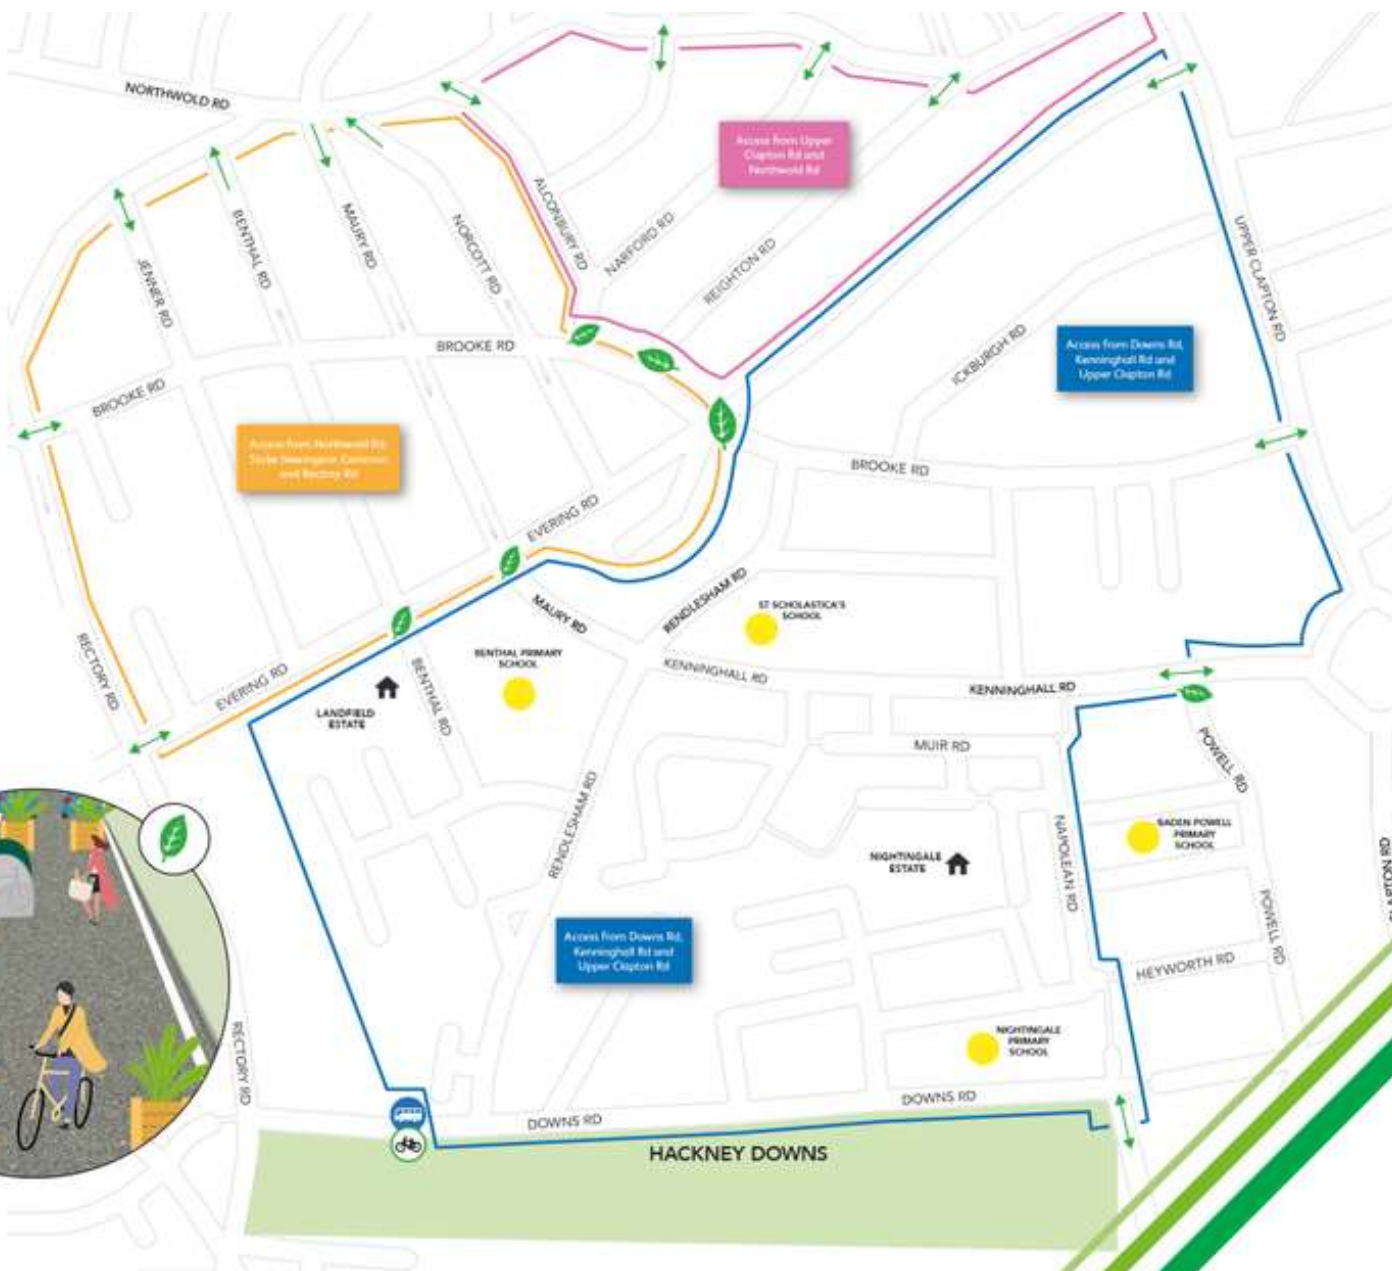 NORTHWOLD RD
Access from Upper
Clapton Rd and
Northwold Rd
ALCONBURY RD
NARFORD RD
REIGHTON RD
BENTHAL RD
MAURY RD
NORCOTT RD
JENNER RD
UPPER CLAPTON RD
BROOKE RD
ICKBURGH RD
Access from Downs Rd,
Kenninghall Rd and
Upper Clapton Rd
BROOKE RD
Access from Northwold Rd,
Stoke Newington Common
and Rectory Rd
BROOKE RD
EVERING RD
RENDLESHAM RD
MAURY RD
ST SCHOLASTICA'S
SCHOOL
BENTHAL PRIMARY
SCHOOL
KENNINGHALL RD
KENNINGHALL RD
RECTORY RD
EVERING RD
BENTHAL RD
LANDFIELD
ESTATE
MUIR RD
POWELL RD
RENDLESHAM RD
NAPOLEAN RD
BADEN POWELL
PRIMARY
SCHOOL
NIGHTINGALE
ESTATE
POWELL RD
Access from Downs Rd,
Kenninghall Rd and
Upper Clapton Rd
HEYWORTH RD
NIGHTINGALE
PRIMARY
SCHOOL
RECTORY RD
DOWNS RD
DOWNS RD
HACKNEY DOWNS